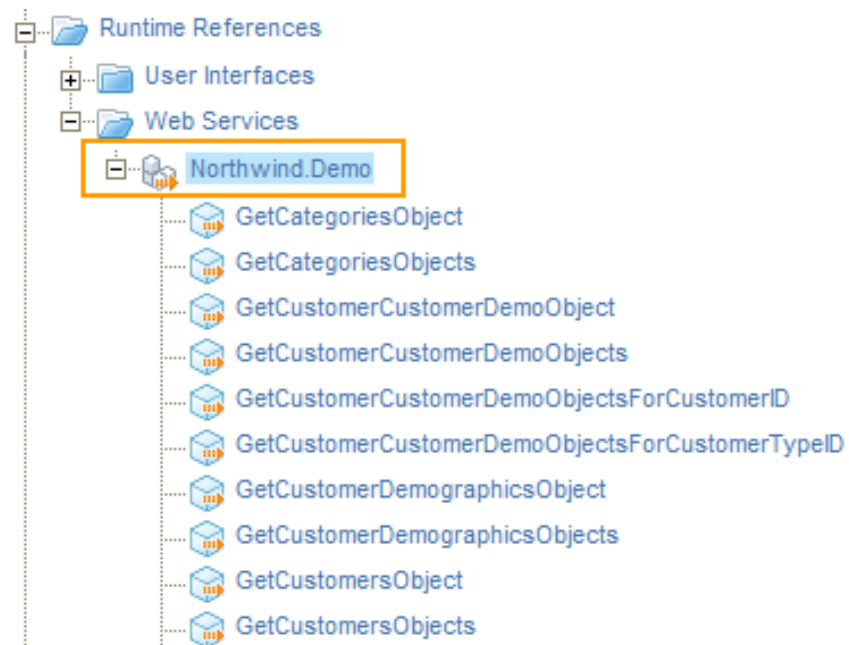 Runtime References
User Interfaces
Web Services
Northwind.Demo
GetCategoriesObject
GetCategoriesObjects
GetCustomerCustomerDemoObject
GetCustomerCustomerDemoObjects
GetCustomerCustomerDemoObjectsForCustomerID
GetCustomerCustomerDemoObjectsForCustomerTypeID
GetCustomerDemographicsObject
GetCustomerDemographicsObjects
GetCustomersObject
GetCustomersObjects